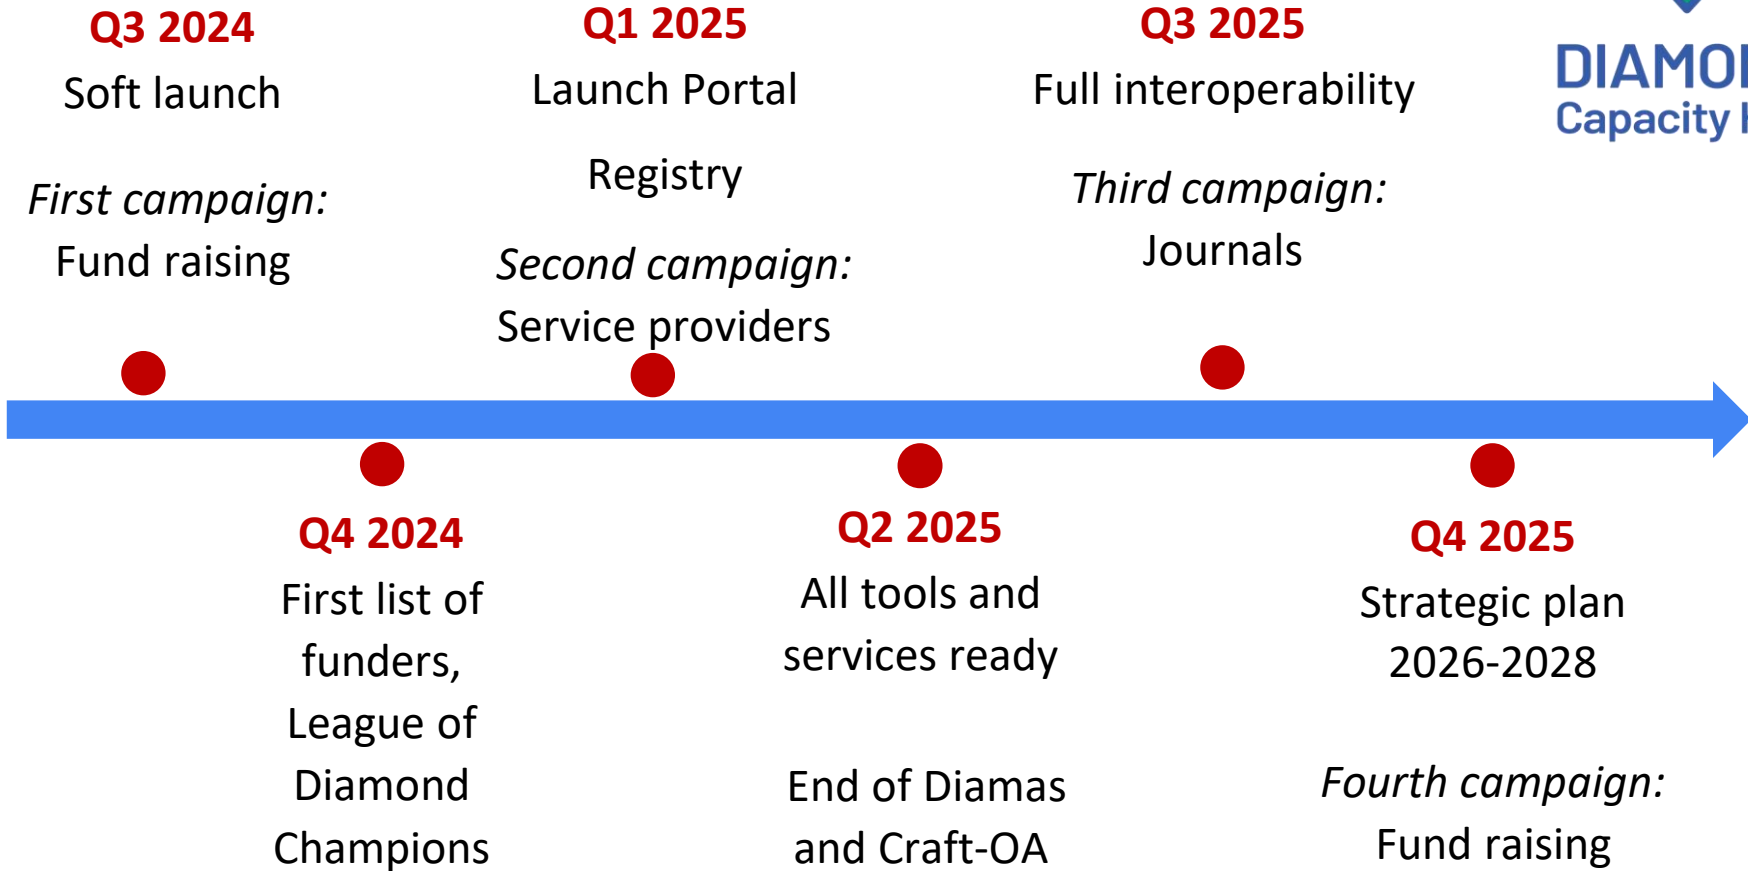 Q3 2024
Soft launch
First campaign:
Fund raising
Q1 2025
Launch Portal
Registry
Second campaign:
Service providers
Q3 2025
Full interoperability
Third campaign:
Journals
Capacity
Q4 2024
First list of
funders,
League of
Diamond
Champions
Q2 2025
All tools and
services ready
End of Diamas
and Craft-OA
Q4 2025
Strategic plan
2026-2028
Fourth campaign:
Fund raising